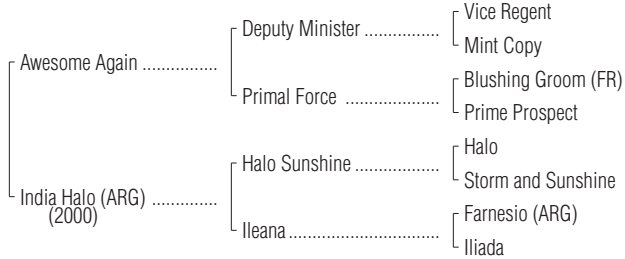 Vice Regent
Deputy Minister ..................
Mint Copy
Awesome Again ...............
Blushing Groom (FR)
Primal Force ......................
Prime Prospect
Halo
Halo Sunshine ...................
Storm and Sunshine
India Halo (ARG) .............
(2000)
Farnesio (ARG)
Ileana ..................................
Iliada